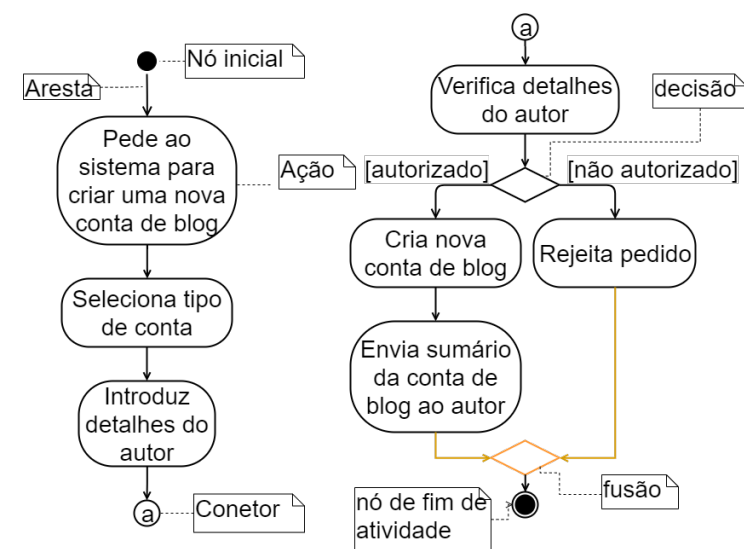 Nó inicial
Aresta
Pede ao
sistema para
criar uma nova
conta de blog
Ação
Seleciona tipo
de conta
Introduz
detalhes do
autor
a
Conetor
a
Verifica detalhes
do autor
decisão
[autorizado]
[não autorizado]
Cria nova
conta de blog
Rejeita pedido
Envia sumário
da conta de
blog ao autor
fusão
nó de fim de
atividade